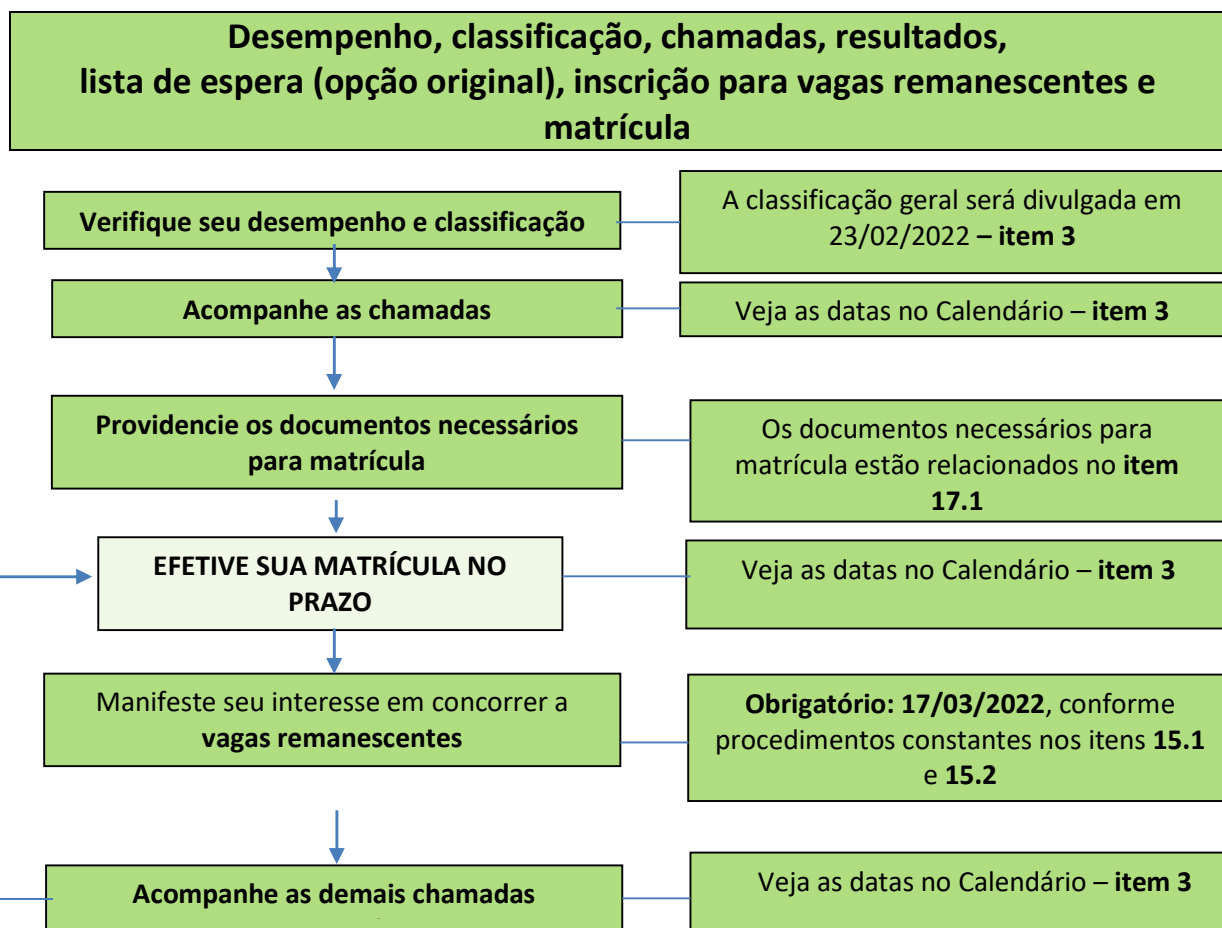 Desempenho, classificação, chamadas, resultados,
lista de espera (opção original), inscrição para vagas remanescentes e
matrícula
Verifique seu desempenho e classificação
A classificação geral será divulgada em
23/02/2022 – item 3
Acompanhe as chamadas
Veja as datas no Calendário – item 3
Providencie os documentos necessários
para matrícula
Os documentos necessários para
matrícula estão relacionados no item
17.1
EFETIVE SUA MATRÍCULA NO
PRAZO
Veja as datas no Calendário – item 3
Manifeste seu interesse em concorrer a
vagas remanescentes
Obrigatório: 17/03/2022, conforme
procedimentos constantes nos itens 15.1
e 15.2
Acompanhe as demais chamadas
Veja as datas no Calendário – item 3